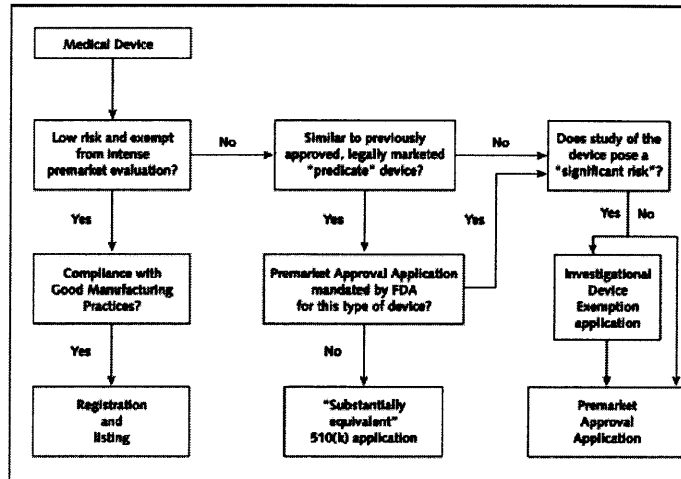 Medical Device
Low risk and exempt
from intense
premarket evaluation?
No
Similar to previously
approved, legally marketed
"predicate" device?
No
Does study of the
device pose a
"significant risk"?
Yes
Yes
Yes
Yes
No
Compliance with
Good Manufacturing
Practices?
Premarket Approval Application
mandated by FDA
for this type of device?
Investigational
Device
Exemption
application
Yes
No
Registration
and
listing
"Substantially
equivalent"
510(k) application
Premarket
Approval
Application